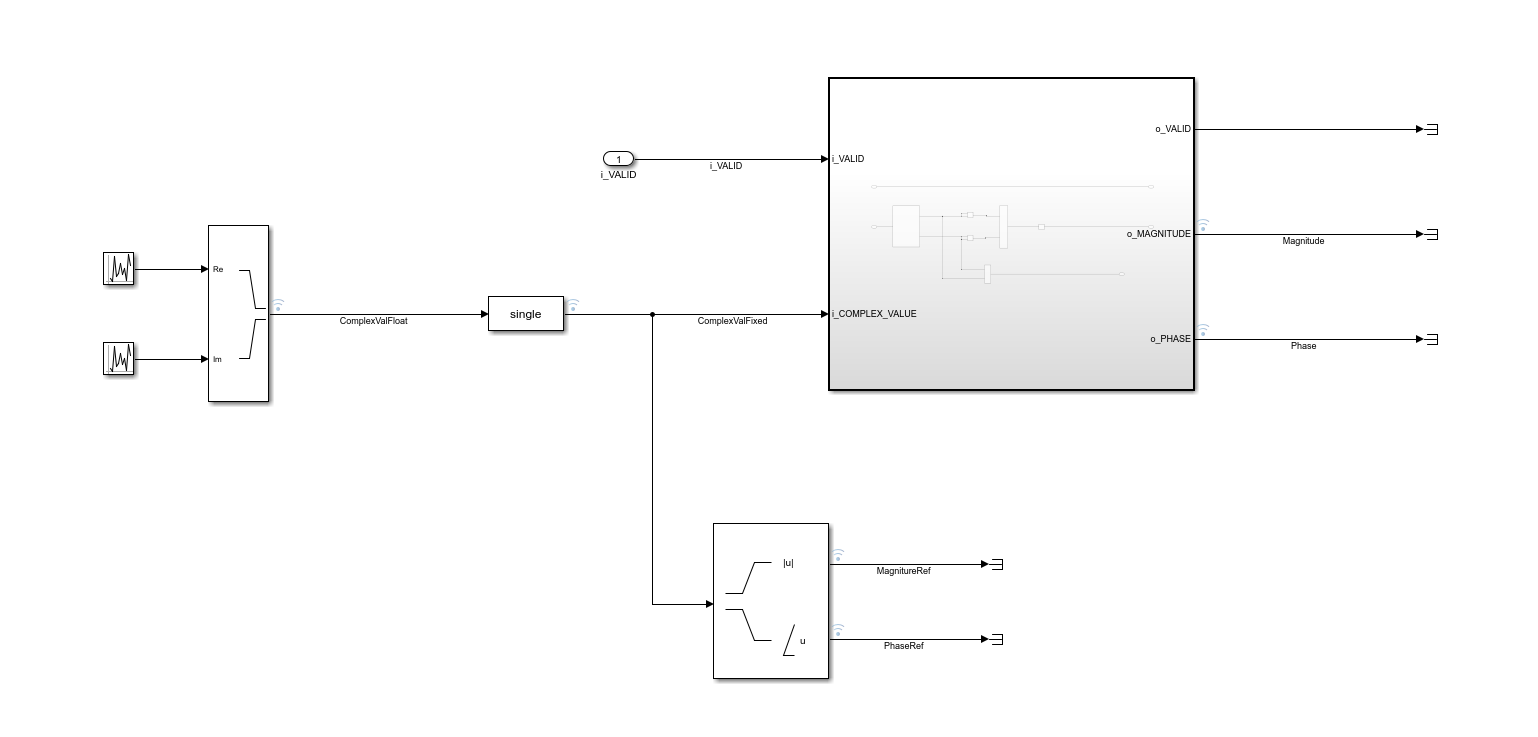 o_VALID
1
i_VALID
i_VALID
i_VALID
o_MAGNITUDE
Magnitude
Re
ComplexValFloat
single
ComplexValFixed
i_COMPLEX_VALUE
o_PHASE
Phase
Im
|u|
MagnitureRef
u
PhaseRef